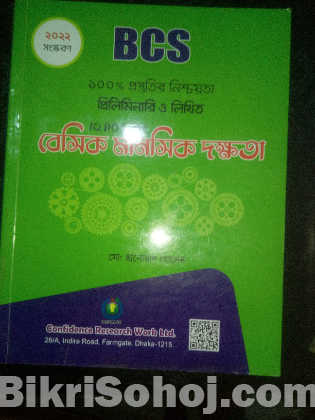 ২০২২
সংস্করণ
BCS
১০০% প্রস্তুতির নিশ্চয়তা
প্রিলিমিনারি ও লিখিত
বেসিক মানসিক দক্ষতা
মো:
Confidence Research Work Ltd.
26/A, Indira Road, Farmgate, Dhaka-1215.
BikriSohoj.com